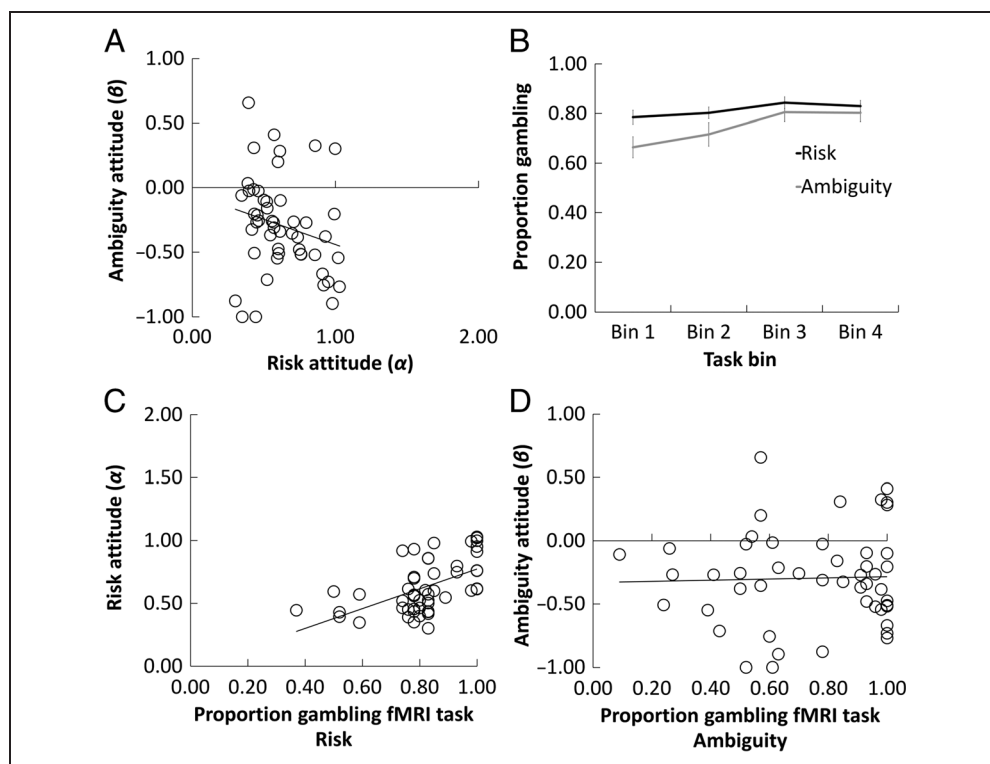 A
1.00
0.50
0.00
−0.50
−1.00
Ambiguity attitude (β)
1.00
0.00
1.00
2.00
Risk attitude (α)
B
1.00
0.80
0.60
0.40
0.20
0.00
Proportion gambling
Risk
Ambiguity
Bin 1
Bin 2
Bin 3
Bin 4
Task bin
C
2.00
1.50
1.00
0.50
0.00
Risk attitude (α)
0.00
0.20
0.40
0.60
0.80
1.00
Proportion gambling fMRI task
Risk
D
1.00
0.50
0.00
−0.50
−1.00
Ambiguity attitude (β)
0.00
0.20
0.40
0.60
0.80
1.00
Proportion gambling fMRI task
Ambiguity